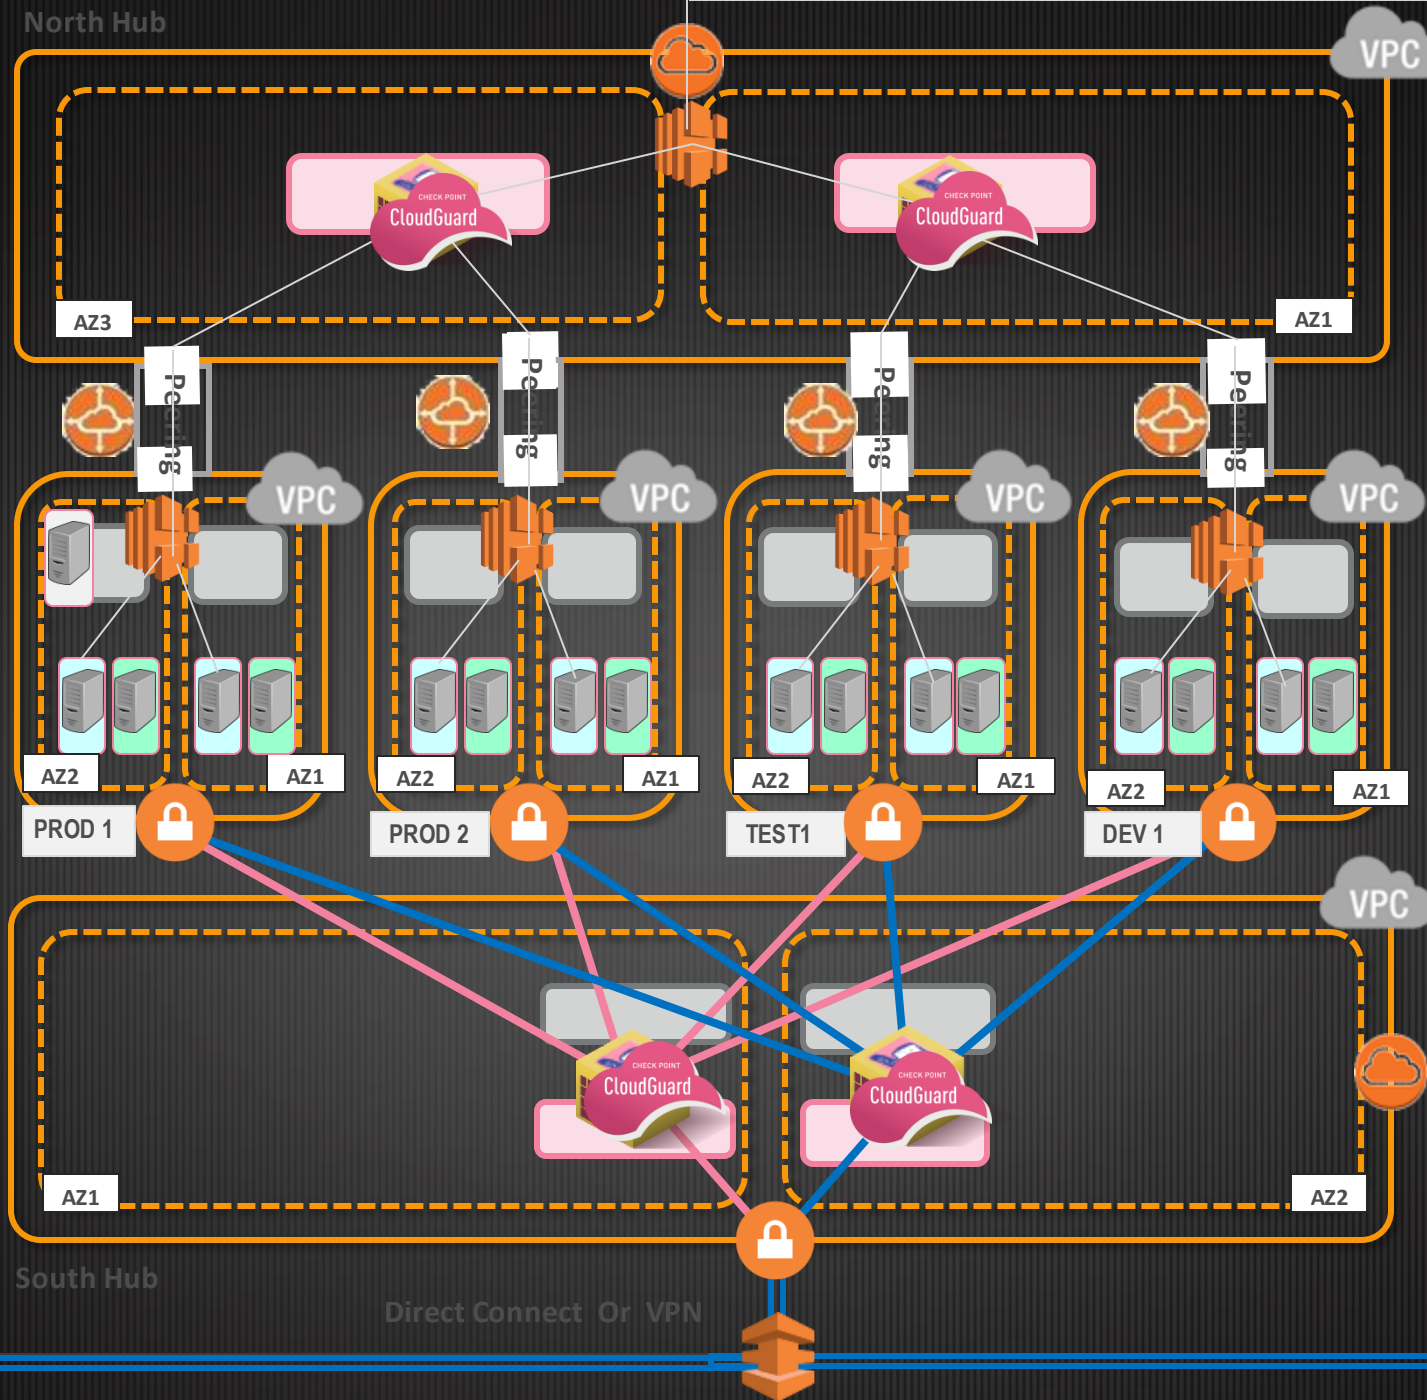 North Hub
VPC
CHECK POINT
CloudGuard
CHECK POINT
CloudGuard
AZ3
AZ1
Peering
Peering
Peering
Peering
VPC
VPC
VPC
VPC
AZ2
AZ1
AZ2
AZ1
AZ2
AZ1
AZ2
AZ1
PROD 1
PROD 2
TEST1
DEV 1
VPC
CHECK POINT
CloudGuard
CHECK POINT
CloudGuard
AZ1
AZ2
South Hub
Direct Connect Or VPN